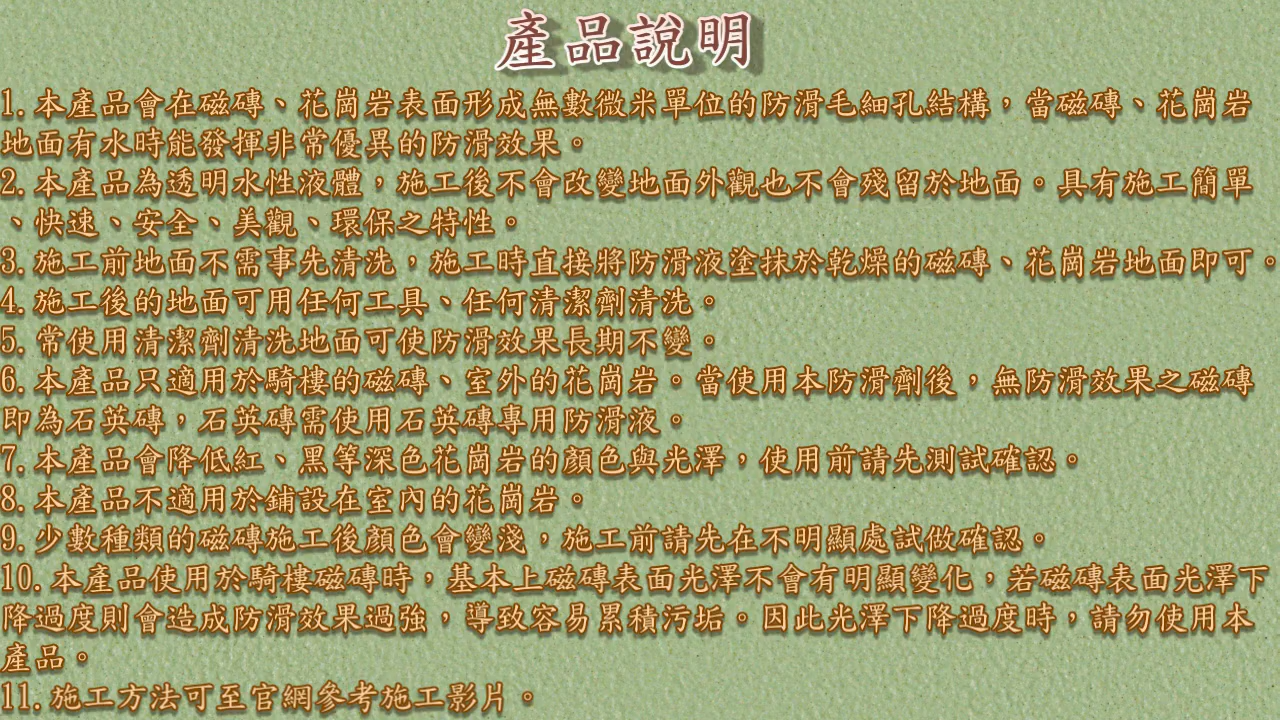 產品說明
1.本產品會在磁磚、花崗岩表面形成無數微米單位的防滑毛細孔結構，當磁磚、花崗岩
地面有水時能發揮非常優異的防滑效果。
2.本產品為透明水性液體，施工後不會改變地面外觀也不會殘留於地面。具有施工簡單
、快速、安全、美觀、環保之特性。
3.施工前地面不需事先清洗，施工時直接將防滑液塗抹於乾燥的磁磚、花崗岩地面即可。
4.施工後的地面可用任何工具、任何清潔劑清洗。
5.常使用清潔劑清洗地面可使防滑效果長期不變。
6.本產品只適用於騎樓的磁磚、室外的花崗岩。當使用本防滑劑後，無防滑效果之磁磚
即為石英磚，石英磚需使用石英磚專用防滑液。
7.本產品會降低紅、黑等深色花崗岩的顏色與光澤，使用前請先測試確認。
8.本產品不適用於鋪設在室內的花崗岩。
9.少數種類的磁磚施工後顏色會變淺，施工前請先在不明顯處試做確認。
10.本產品使用於騎樓磁磚時，基本上磁磚表面光澤不會有明顯變化，若磁磚表面光澤下
降過度則會造成防滑效果過強，導致容易累積污垢。因此光澤下降過度時，請勿使用本
產品。
11.施工方法可至官網參考施工影片。